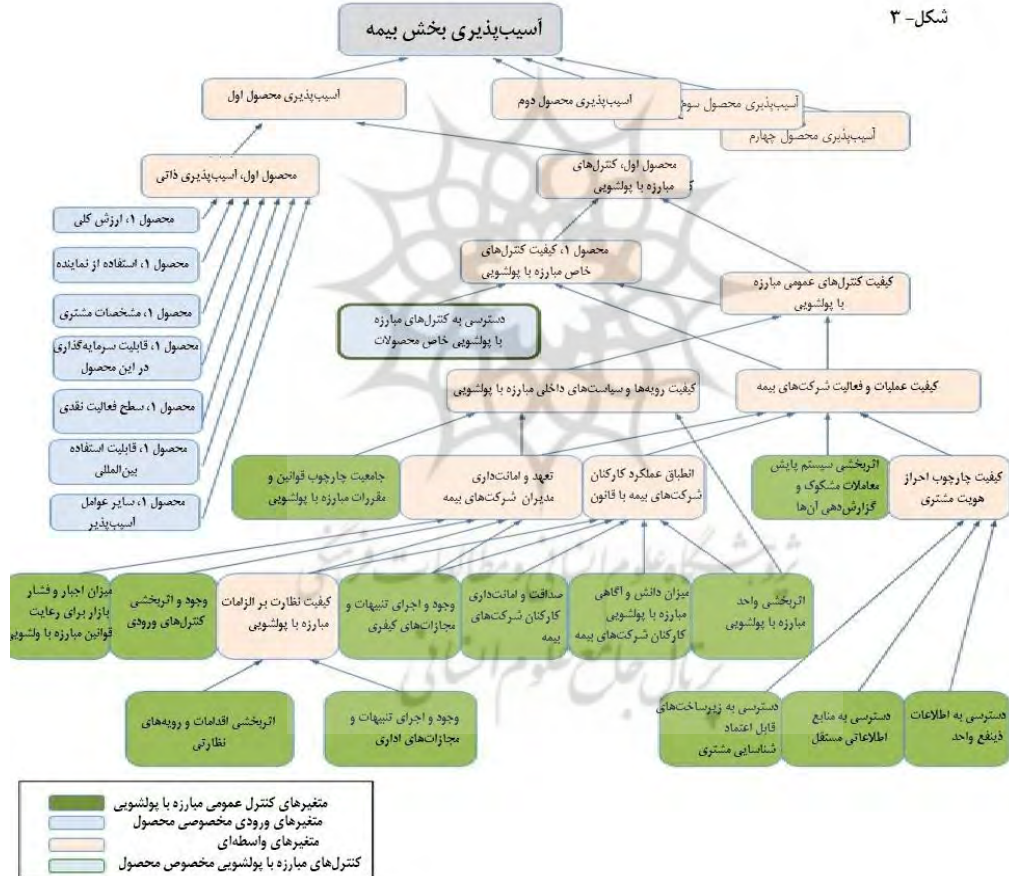 شکل- ۳
آسیب‌پذیری بخش بیمه
آسیب‌پذیری محصول اول
آسیب‌پذیری محصول دوم
آسیب‌پذیری محصول سوم
آسیب‌پذیری محصول چهارم
محصول اول، آسیب‌پذیری ذاتی
محصول اول، کنترل‌های
مبارزه با پولشویی
محصول ۱، ارزش کلی
محصول ۱، استفاده از نماینده
محصول ۱، مشخصات مشتری
محصول ۱، قابلیت سرمایه‌گذاری
در این محصول
محصول ۱، سطح فعالیت نقدی
محصول ۱، قابلیت استفاده
بین‌المللی
محصول ۱، سایر عوامل
آسیب‌پذیر
محصول ۱، کیفیت کنترل‌های
خاص مبارزه با پولشویی
کیفیت کنترل‌های عمومی مبارزه
با پولشویی
دسترسی به کنترل‌های مبارزه
با پولشویی خاص محصولات
کیفیت رویه‌ها و سیاست‌های داخلی مبارزه با پولشویی
کیفیت عملیات و فعالیت شرکت‌های بیمه
جامعیت چارچوب قوانین و
مقررات مبارزه با پولشویی
تعهد و امانت‌داری
مدیران شرکت‌های بیمه
انطباق عملکرد کارکنان
شرکت‌های بیمه با قانون
اثربخشی سیستم پایش
معاملات مشکوک و
گزارش‌دهی آن‌ها
کیفیت چارچوب احراز
هویت مشتری
میزان اجبار و فشار
بازار برای رعایت
قوانین مبارزه با ولشویی
وجود و اثربخشی
کنترل‌های ورودی
کیفیت نظارت بر الزامات
مبارزه با پولشویی
وجود و اجرای تنبیهات و
مجازات‌های کیفری
صداقت و امانت‌داری
کارکنان شرکت‌های
بیمه
میزان دانش و آگاهی
مبارزه با پولشویی
کارکنان شرکت‌های بیمه
اثربخشی واحد
مبارزه با پولشویی
اثربخشی اقدامات و رویه‌های
نظارتی
وجود و اجرای تنبیهات و
مجازات‌های اداری
دسترسی به زیرساخت‌های
قابل اعتماد
شناسایی مشتری
دسترسی به منابع
اطلاعاتی مستقل
دسترسی به اطلاعات
ذینفع واحد
پژوهشگاه علوم انسانی و مطالعات فرهنگی
پرتال جامع علوم انسانی
متغیرهای کنترل عمومی مبارزه با پولشویی
متغیرهای ورودی مخصوصی محصول
متغیرهای واسطه‌ای
کنترل‌های مبارزه با پولشویی مخصوص محصول